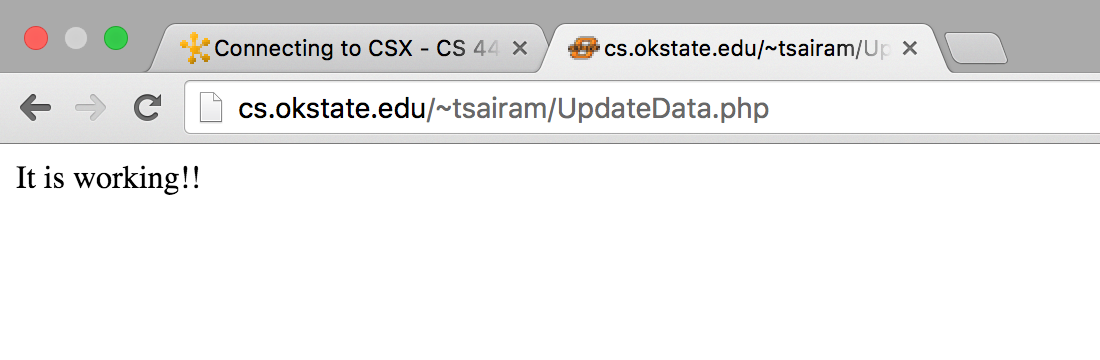 Connecting to CSX - CS 44
cs.okstate.edu/~tsairam/Up
cs.okstate.edu/~tsairam/UpdateData.php
It is working!!